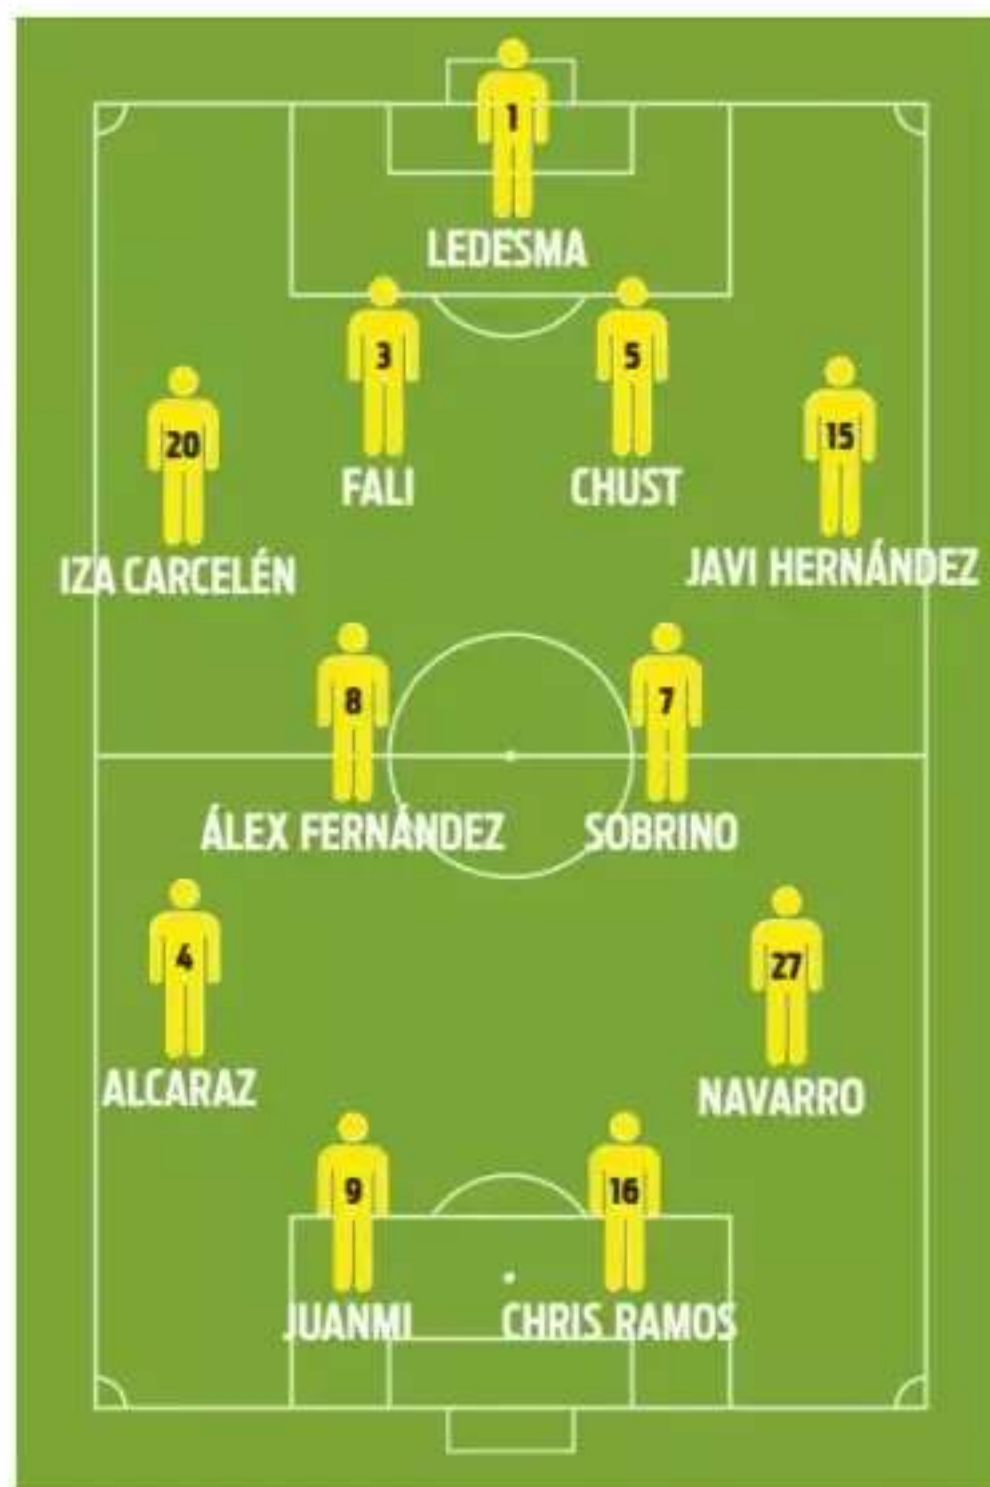 1
LEDESMA
3
5
FALI
CHUST
20
15
IZA CARCELÉN
JAVI HERNÁNDEZ
8
7
ÁLEX FERNÁNDEZ
SOBRINO
4
27
ALCARAZ
NAVARRO
9
16
JUANMI
CHRIS RAMOS